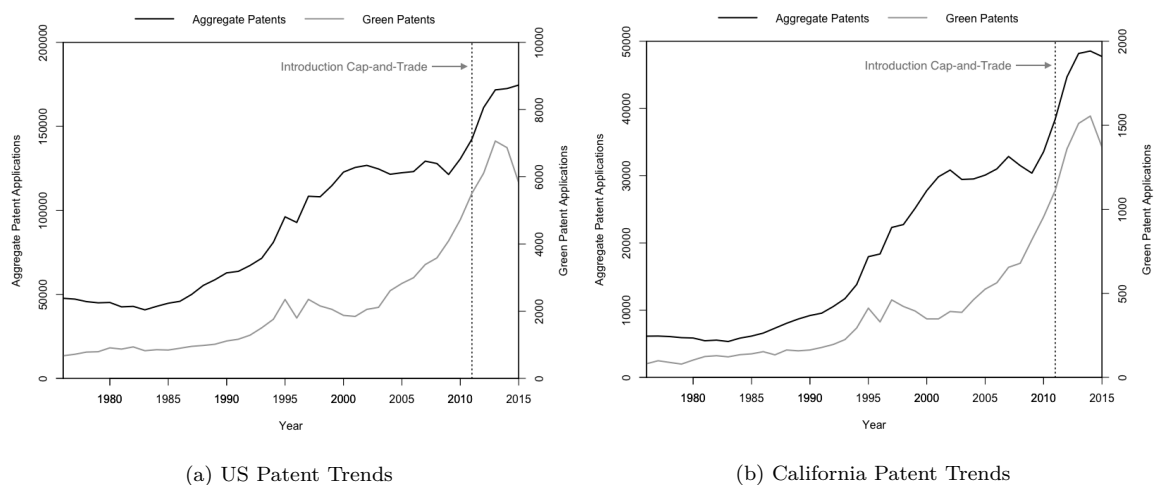 Aggregate Patents Green Patents
Introduction Cap-and-Trade
Aggregate Patent Applications
0 50000 100000 150000 200000
Green Patent Applications
0 2000 4000 6000 8000 10000
1980 1985 1990 1995 2000 2005 2010 2015
Year
(a) US Patent Trends
Aggregate Patents Green Patents
Introduction Cap-and-Trade
Aggregate Patent Applications
0 10000 20000 30000 40000 50000
Green Patent Applications
0 500 1000 1500 2000
1980 1985 1990 1995 2000 2005 2010 2015
Year
(b) California Patent Trends